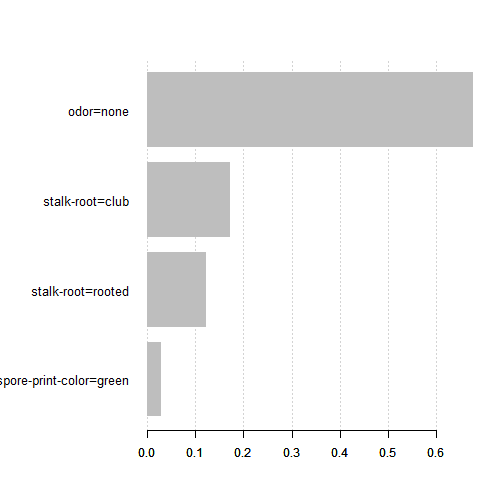 odor=none
stalk-root=club
stalk-root=rooted
spore-print-color=green
0.0 0.1 0.2 0.3 0.4 0.5 0.6